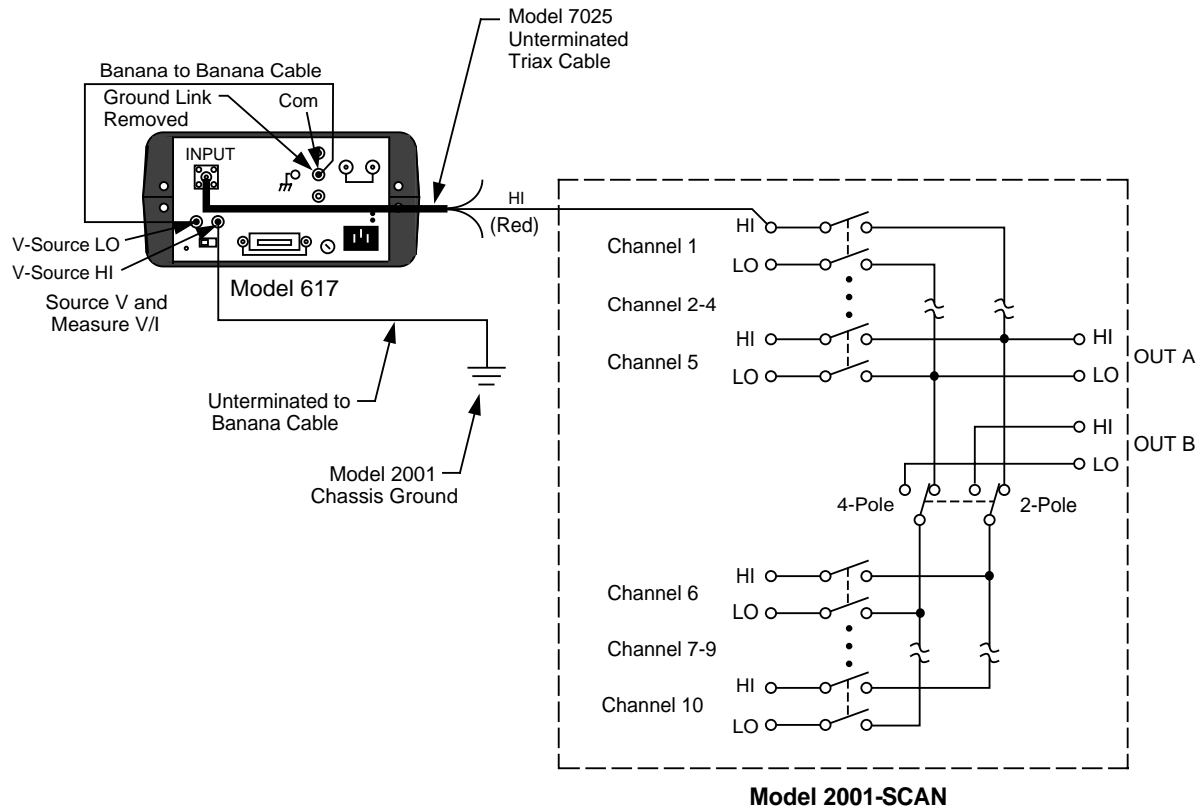 Model 7025
Unterminated
Triax Cable
Banana to Banana Cable
Ground Link
Removed
Com
INPUT
HI
(Red)
V-Source LO
V-Source HI
Source V and
Measure V/I
Model 617
Unterminated to
Banana Cable
Model 2001
Chassis Ground
HI
Channel 1
LO
Channel 2-4
HI
HI
Channel 5
OUT A
LO
LO
HI
OUT B
LO
4-Pole
2-Pole
HI
Channel 6
LO
Channel 7-9
HI
Channel 10
LO
Model 2001-SCAN